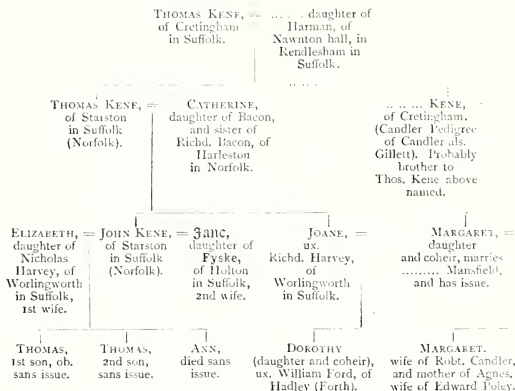 THOMAS KENE, = ...... daughter of
of Cretingham
in Suffolk.
Harman, of
Nawnton hall, in
Rendlesham in
Suffolk.
THOMAS KENE, =
of Starston
in Suffolk
(Norfolk).
CATHERINE,
daughter of Bacon,
and sister of
Richd. Bacon, of
Harleston
in Norfolk.
...... KENE,
of Cretingham.
(Candler Pedigree
of Candler als.
Gillett). Probably
brother to
Thos. Kene above
named.
ELIZABETH, =
daughter of
Nicholas
Harvey, of
Worlingworth
in Suffolk,
1st wife.
JOHN KENE, =
of Starston
in Suffolk
(Norfolk).
Jane,
daughter of
Fyske,
of Holton
in Suffolk,
2nd wife.
JOANE, =
ux.
Richd. Harvey,
of
Worlingworth
in Suffolk.
MARGARET, =
daughter
and coheir, marries
......... Mansfield,
and has issue.
THOMAS,
1st son, ob.
sans issue.
THOMAS,
2nd son,
sans issue.
ANN,
died sans
issue.
DOROTHY
(daughter and coheir),
ux. William Ford, of
Hadley (Forth).
MARGARET.
wife of Robt. Candler,
and mother of Agnes,
wife of Edward Poley.